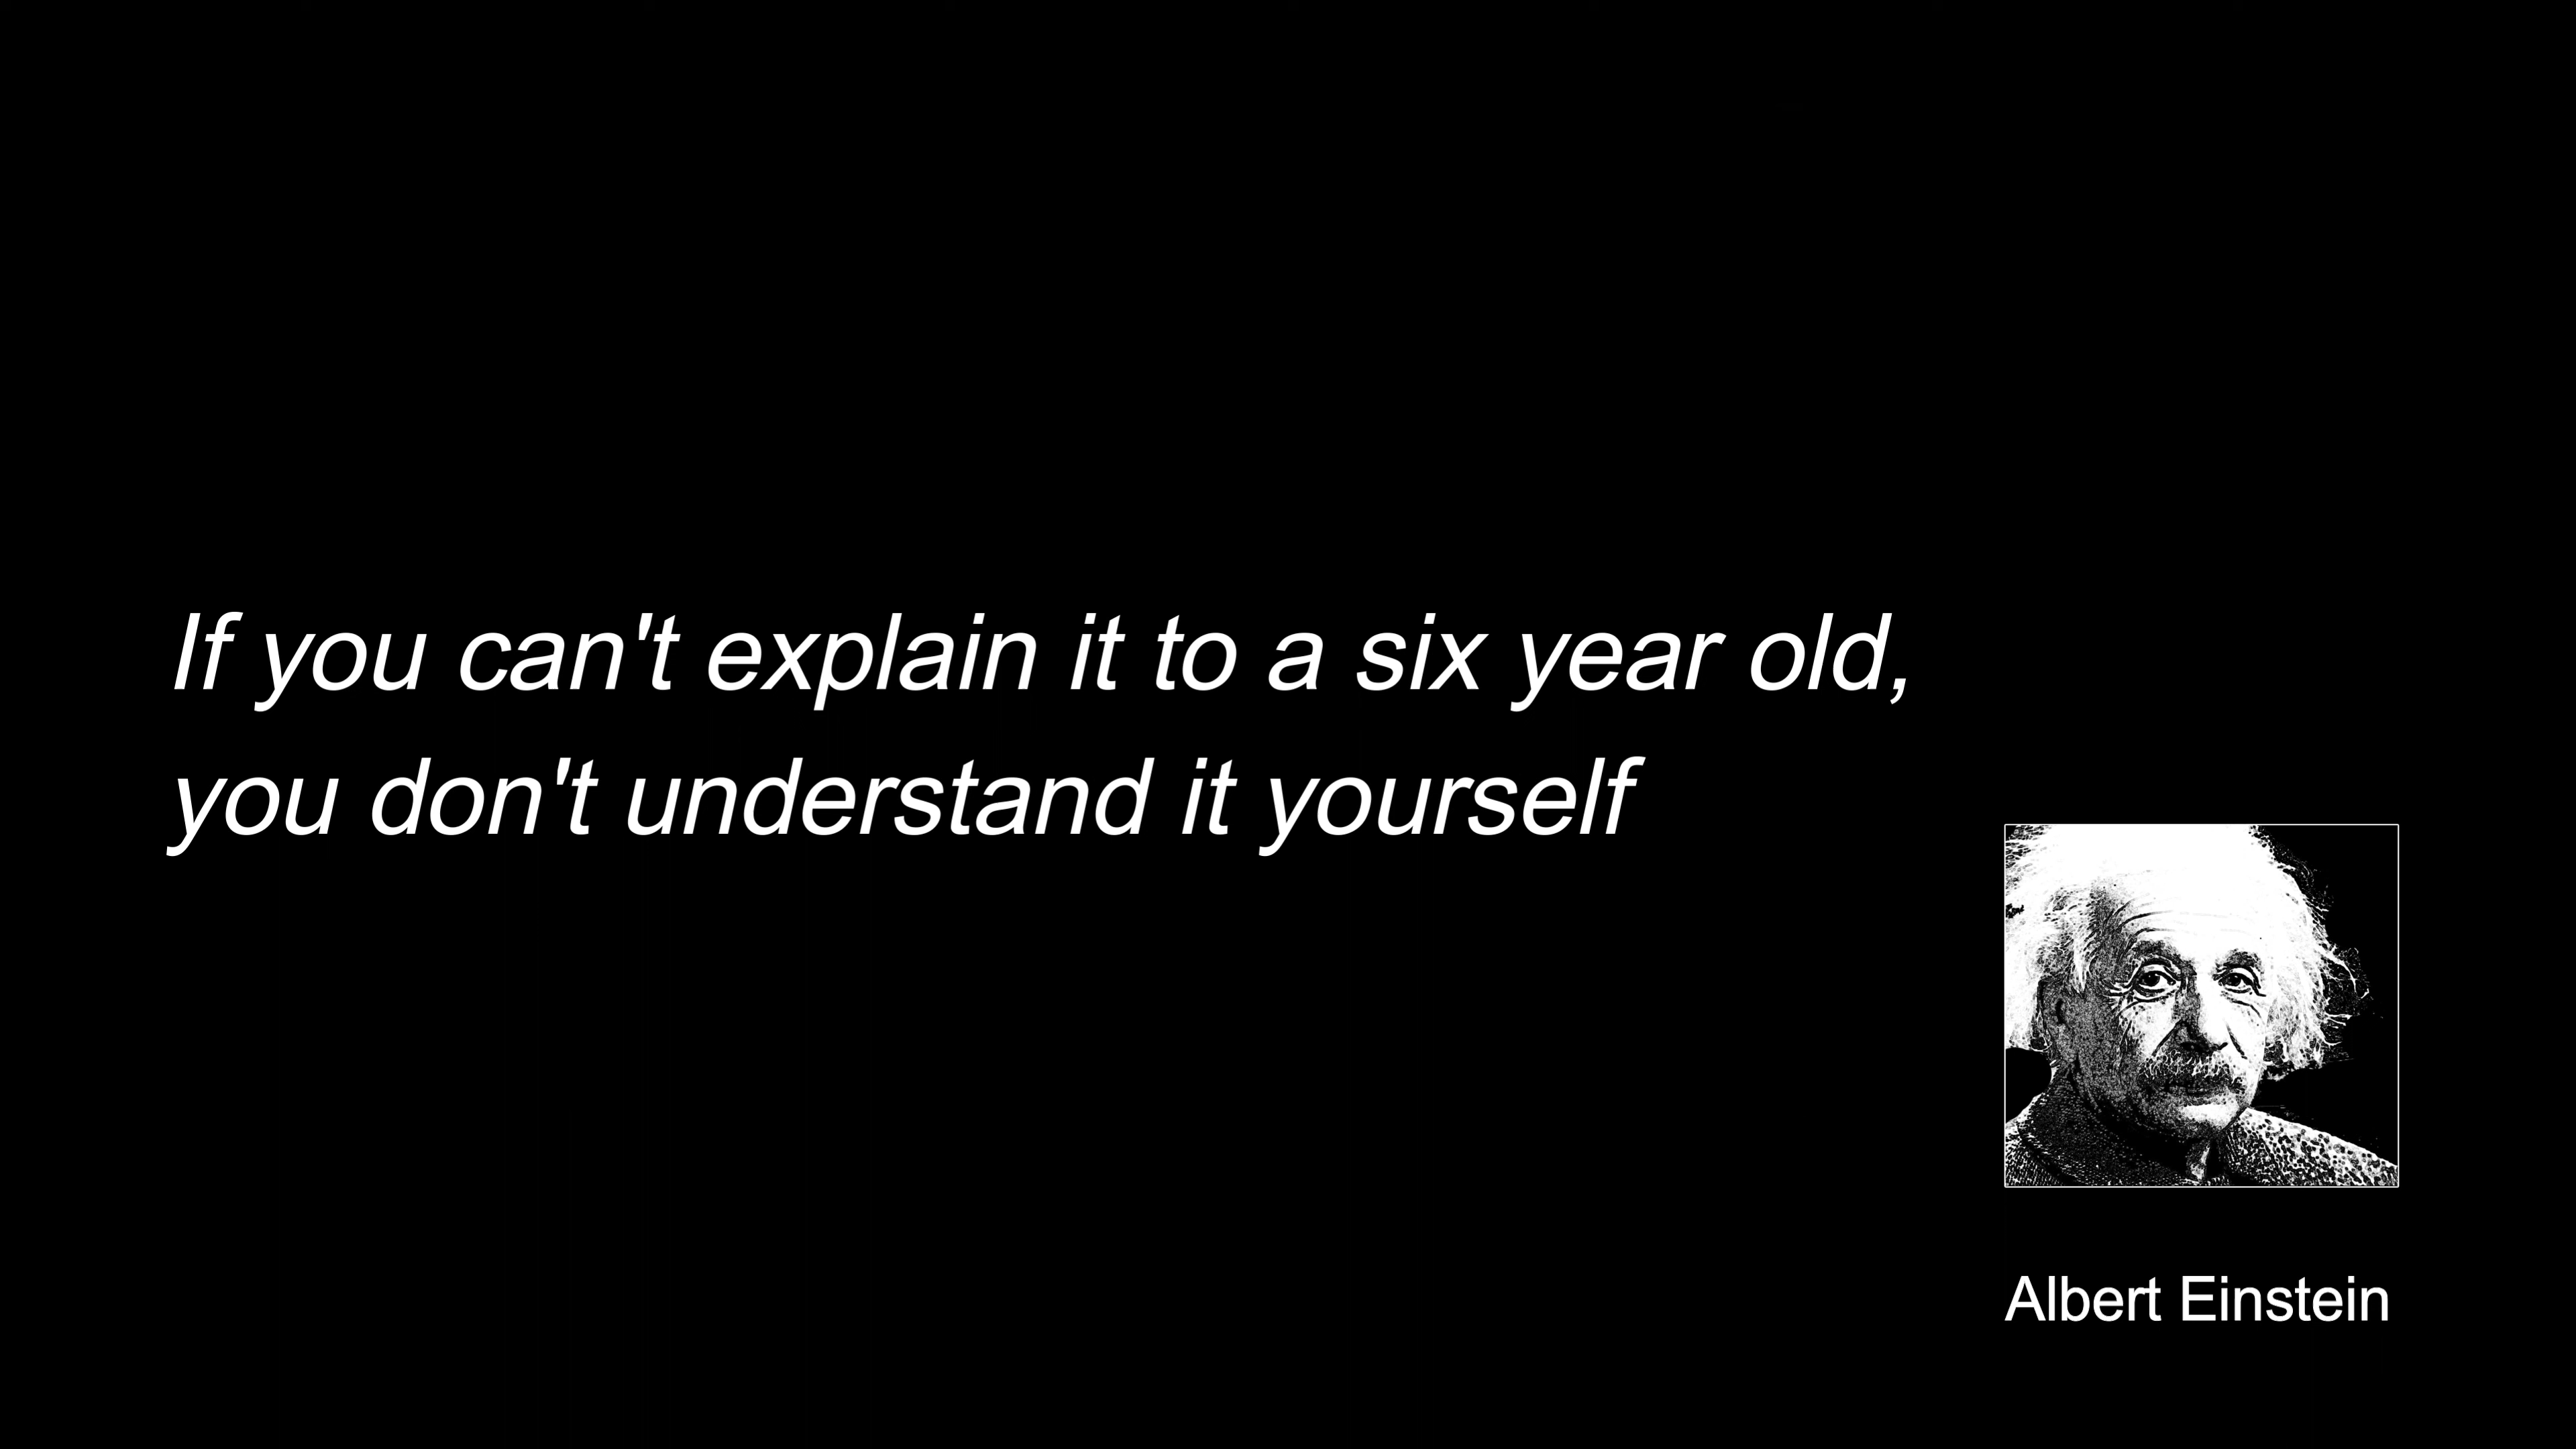 If you can't explain it to a six year old,
you don't understand it yourself
Albert Einstein